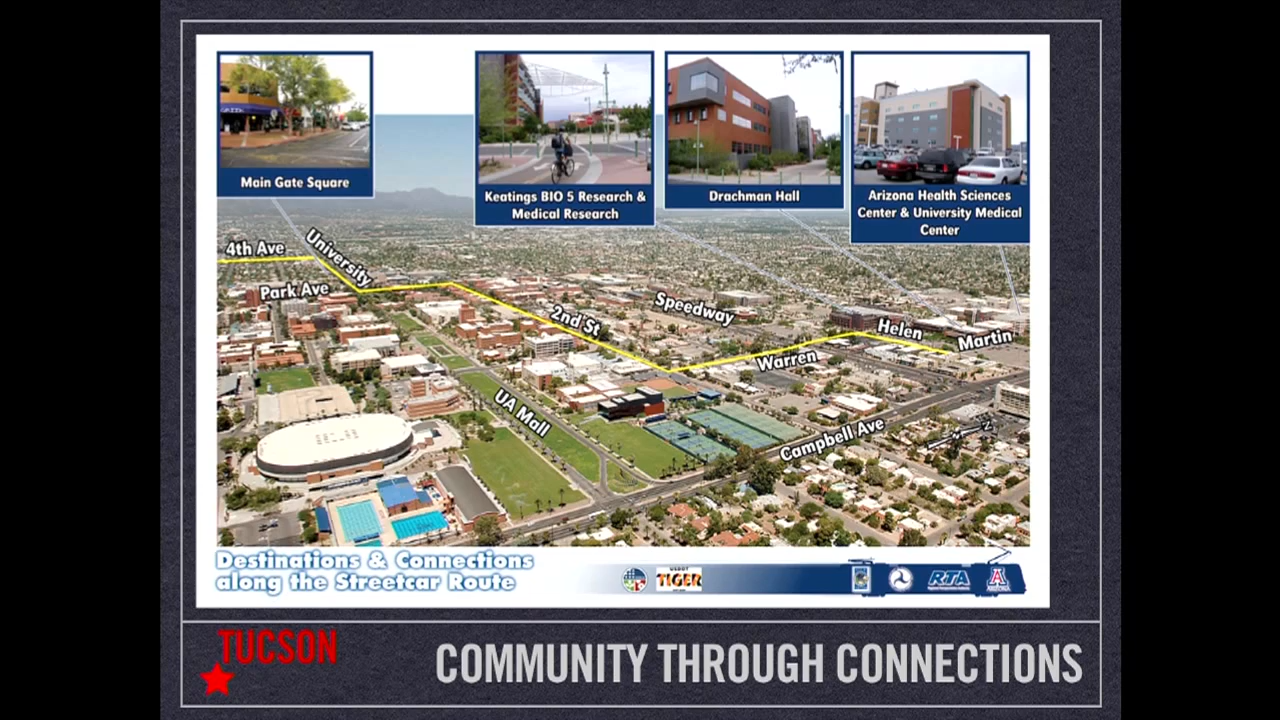 Main Gate Square
Keatings BIO 5 Research &
Medical Research
Drachman Hall
Arizona Health Sciences
Center & University Medical
Center
4th Ave
University
Park Ave
2nd St
Speedway
Helen
Martin
Warren
UA Mall
Campbell Ave
Destinations & Connections
along the Streetcar Route
TIGER
RTA
A
TUCSON
COMMUNITY THROUGH CONNECTIONS